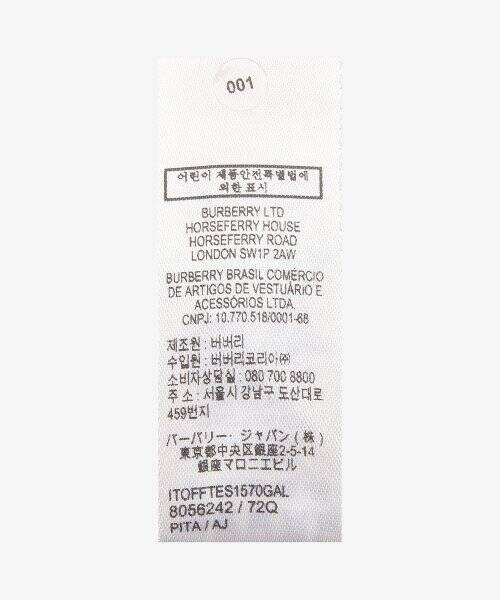 001
어린이 제품안전특별법에
의한 표시
BURBERRY LTD
HORSEFERRY HOUSE
HORSEFERRY ROAD
LONDON SW1P 2AW
BURBERRY BRASIL COMÉRCIO
DE ARTIGOS DE VESTUÁRIO E
ACESSÓRIOS LTDA.
CNPJ: 10.770.518/0001-68
제조원 : 버버리
수입원 : 버버리코리아㈜
소비자상담실 : 080 700 8800
주 소 : 서울시 강남구 도산대로
459번지
バーバリー・ジャパン(株)
東京都中央区銀座2-5-14
銀座マロニエビル
ITOFFTES1570GAL
8056242 / 72Q
PITA / AJ